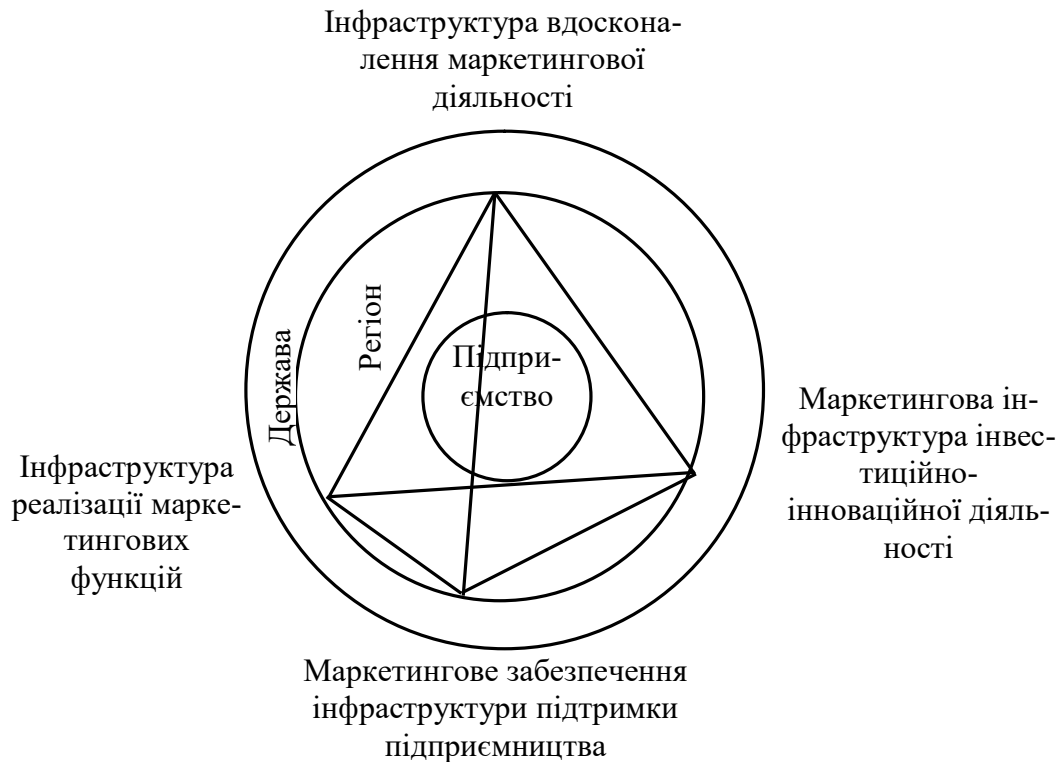 Інфраструктура вдоскона-
лення маркетингової
діяльності
Держава
Регіон
Підпри-
ємство
Інфраструктура
реалізації марке-
тингових
функцій
Маркетингова ін-
фраструктура інвес-
тиційно-
інноваційної діяль-
ності
Маркетингове забезпечення
інфраструктури підтримки
підприємництва